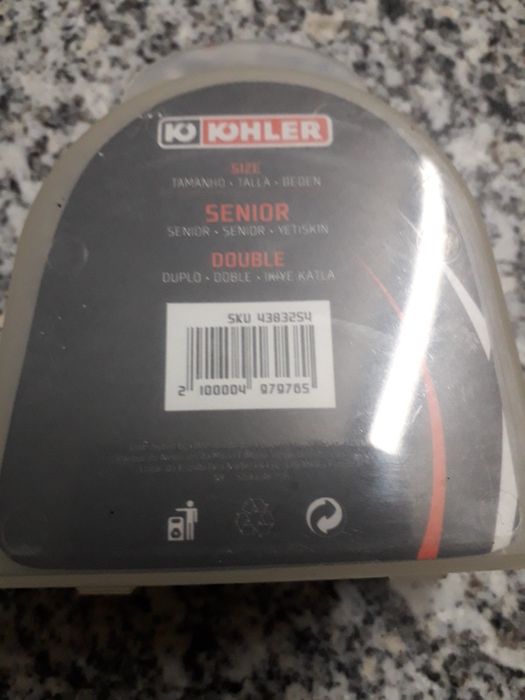 KO KOHLER
SIZE
TAMANHO • TALLA • BEDEN
SENIOR
SENIOR • SENIOR • YETISKIN
DOUBLE
DUPLO • DOBLE • IKIYE KATLA
SKU 4383254
2 100004 979765